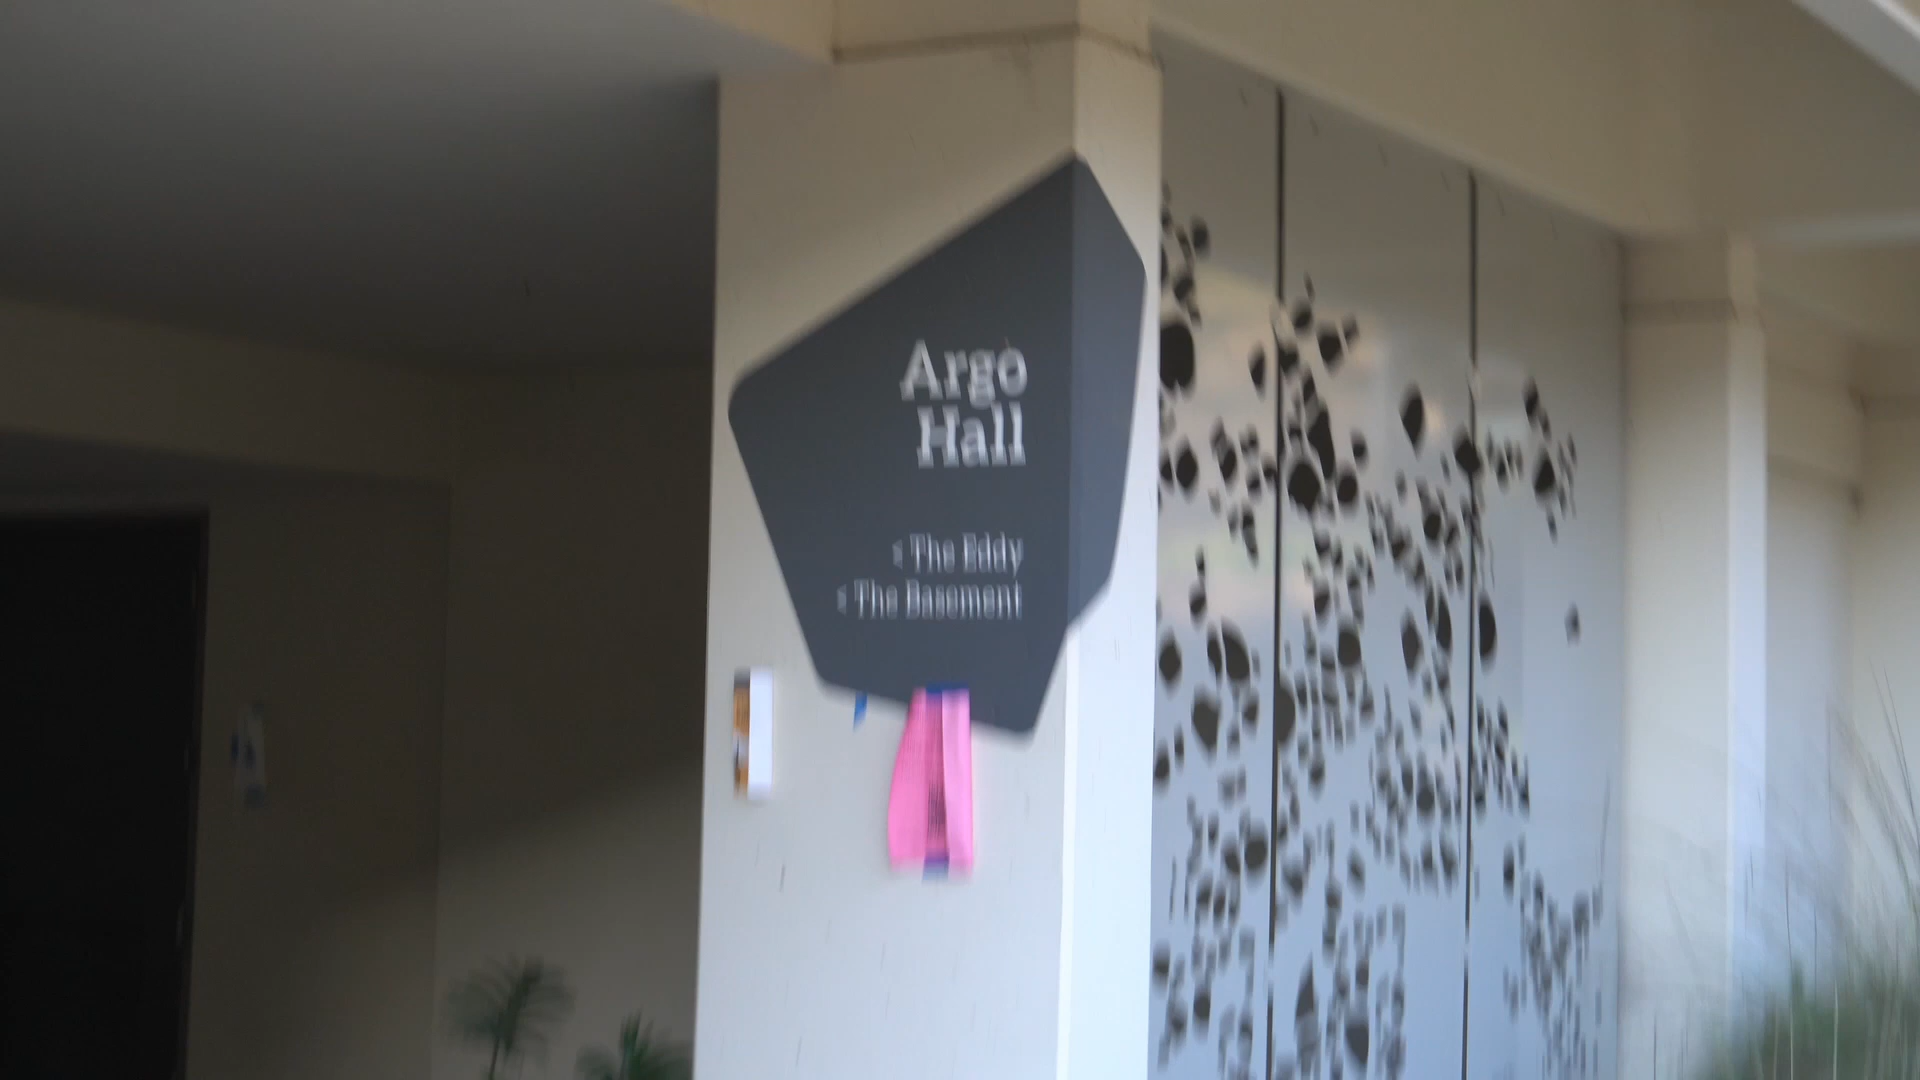 Argo
Hall
< The Eddy
< The Basement